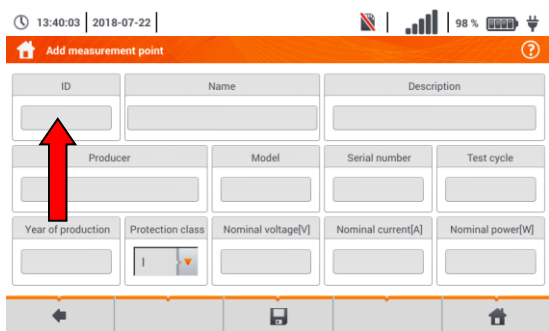 13:40:03 2018-07-22 98 %
Add measurement point ?
ID Name Description
Producer Model Serial number Test cycle
Year of production Protection class Nominal voltage[V] Nominal current[A] Nominal power[W]
I